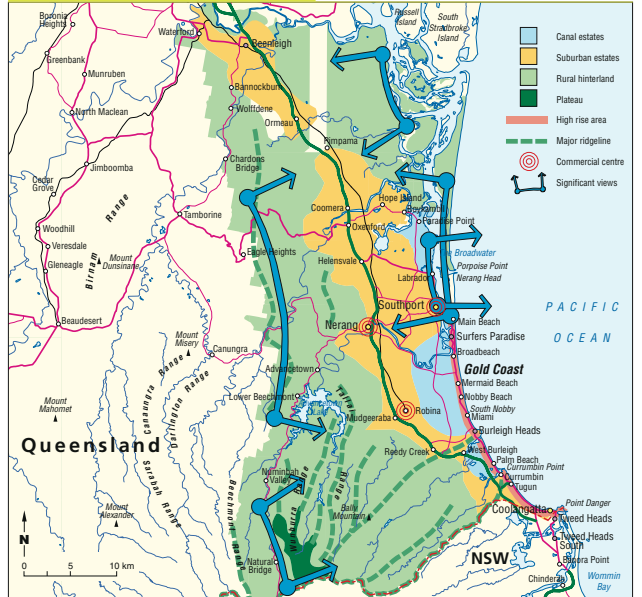 Boronia
Heights
Greenbank
Munruben
North Maclean
Cedar
Grove
Jimboomba
Woodhill
Veresdale
Gleneagle
Beaudesert
Birnam Range
Mount
Dunsinane
Tamborine
Waterford
Beenleigh
Bannockburn
Wolffdene
Ormeau
Pimpama
Chardons
Bridge
Russell
Island
South
Stradbroke
Island
Hope Island
Paradise Point
Coomera
Oxenford
Eagle Heights
Helensvale
Labrador
Broadwater
Porpoise Point
Nerang Head
Southport
Nerang
Main Beach
Surfers Paradise
Broadbeach
Gold Coast
Mermaid Beach
Nobby Beach
South Nobby
Miami
Burleigh Heads
Mount
Misery
Canungra
Canungra Range
Darlington Range
Sarabah Range
Beechmont Range
Advancetown
Lower Beechmont
Mudgeeraba
Robina
Reedy Creek
West Burleigh
Palm Beach
Currumbin Point
Currumbin
Tugun
Coolangatta
Point Danger
Tweed Heads
Tweed Heads
South
Banora Point
Chinderah
Wommin
Bay
NSW
Mount
Mahomet
Queensland
Mount
Alexander
Numinbah
Valley
Range
Bally
Mountain
Natural
Bridge
PACIFIC
OCEAN
N
0 5 10 km
Canal estates
Suburban estates
Rural hinterland
Plateau
High rise area
Major ridgeline
Commercial centre
Significant views